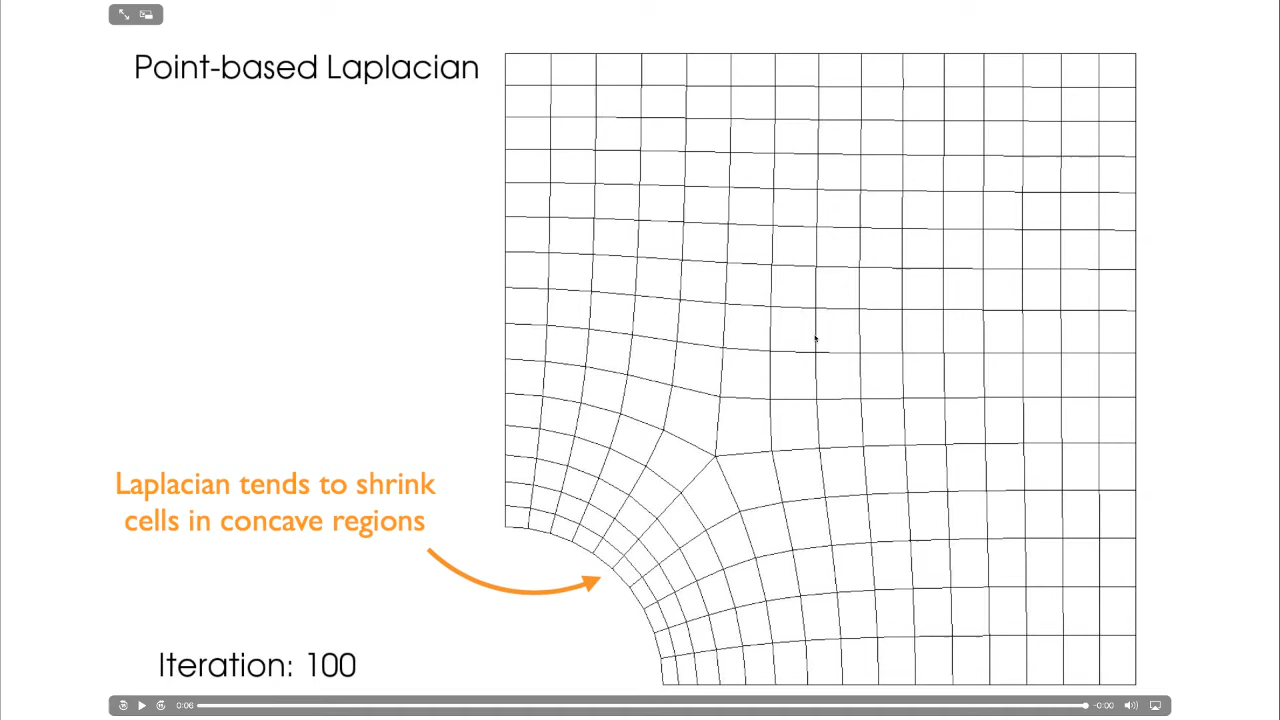 Point-based Laplacian
Laplacian tends to shrink
cells in concave regions
Iteration: 100
0:06
-0:00